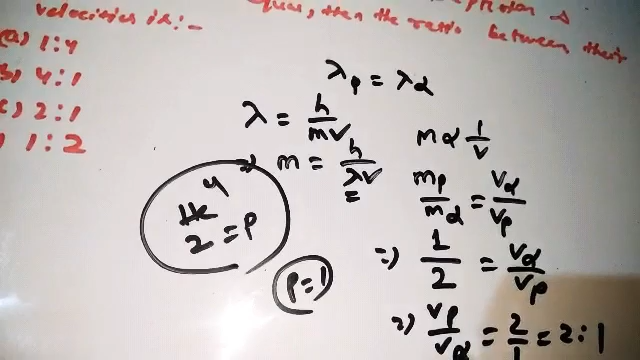 equal, then the ratio between their
velocities is:-
(a) 1:4
(b) 4:1
(c) 2:1
) 1:2
λp = λα
λ = h/mv
⇒ m = h/λv
=
m α 1/v
mp/mα = vα/vp
⇒ 1/2 = vα/vp
⇒ vp/vα = 2/1 = 2:1
He 4
2 = P
P=1